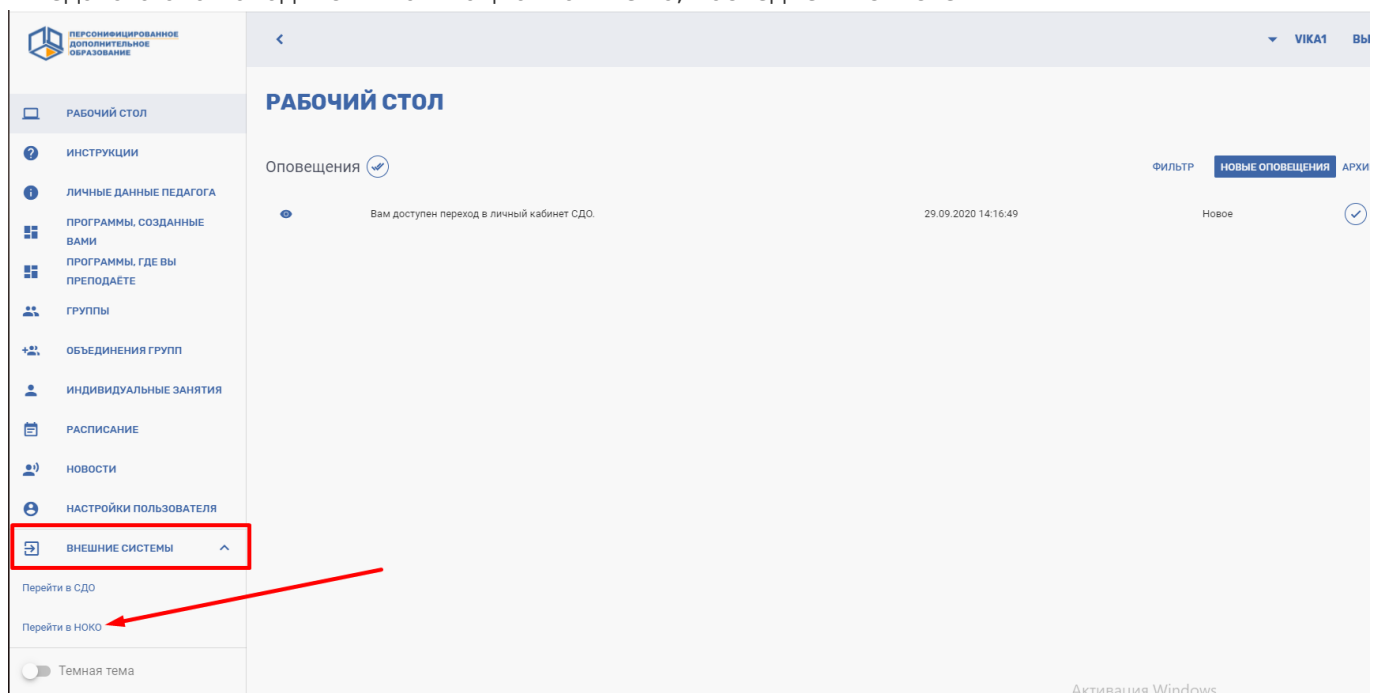 ПЕРСОНИФИЦИРОВАННОЕ
ДОПОЛНИТЕЛЬНОЕ
ОБРАЗОВАНИЕ
VIKA1 ВЫ
РАБОЧИЙ СТОЛ
РАБОЧИЙ СТОЛ
ИНСТРУКЦИИ
Оповещения
ФИЛЬТР НОВЫЕ ОПОВЕЩЕНИЯ АРХИ
ЛИЧНЫЕ ДАННЫЕ ПЕДАГОГА
Вам доступен переход в личный кабинет СДО. 29.09.2020 14:16:49 Новое
ПРОГРАММЫ, СОЗДАННЫЕ
ВАМИ
ПРОГРАММЫ, ГДЕ ВЫ
ПРЕПОДАЁТЕ
ГРУППЫ
ОБЪЕДИНЕНИЯ ГРУПП
ИНДИВИДУАЛЬНЫЕ ЗАНЯТИЯ
РАСПИСАНИЕ
НОВОСТИ
НАСТРОЙКИ ПОЛЬЗОВАТЕЛЯ
ВНЕШНИЕ СИСТЕМЫ
Перейти в СДО
Перейти в НОКО
Темная тема
Активация Windows